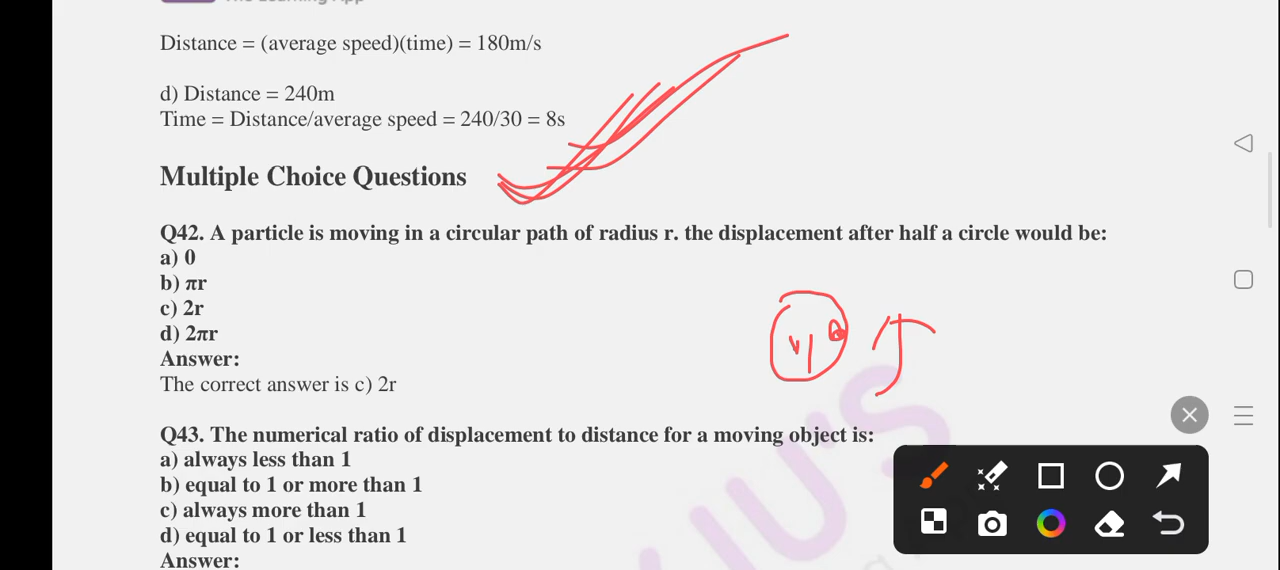 The Learning App
Distance = (average speed)(time) = 180m/s
d) Distance = 240m
Time = Distance/average speed = 240/30 = 8s
Multiple Choice Questions
Q42. A particle is moving in a circular path of radius r. the displacement after half a circle would be:
a) 0
b) πr
c) 2r
d) 2πr
Answer:
The correct answer is c) 2r
Q43. The numerical ratio of displacement to distance for a moving object is:
a) always less than 1
b) equal to 1 or more than 1
c) always more than 1
d) equal to 1 or less than 1
Answer: